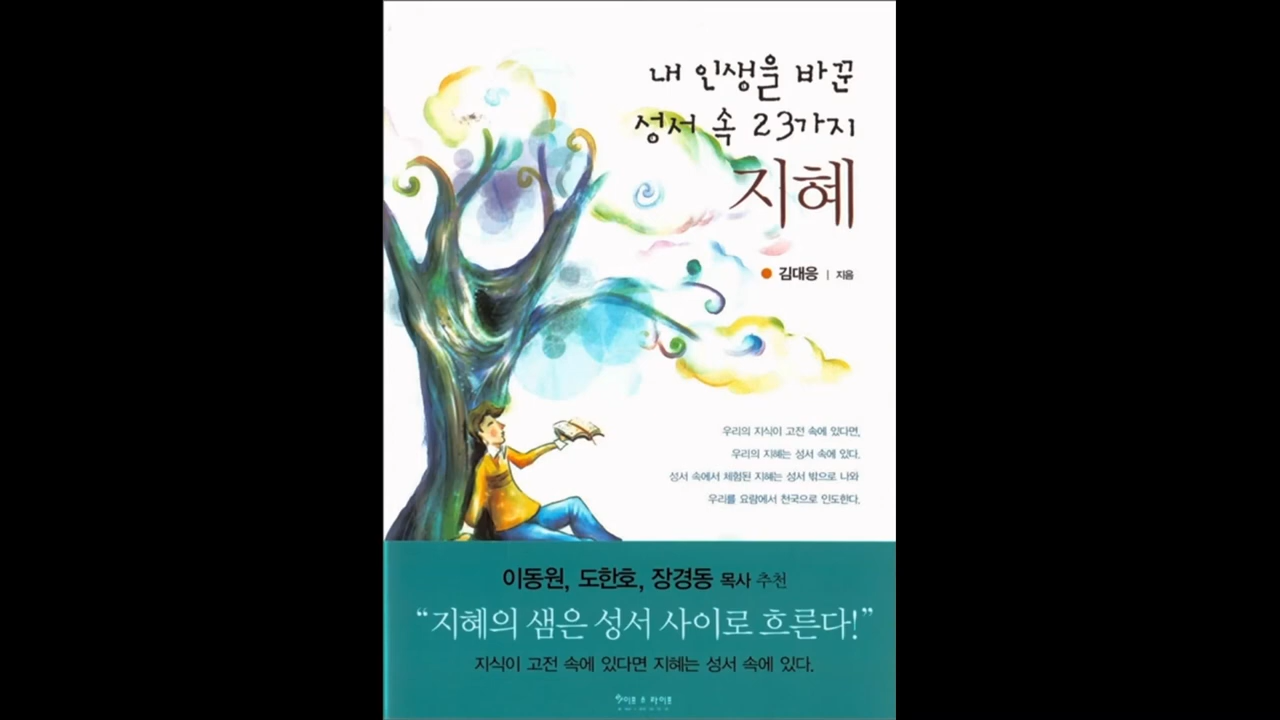 내 인생을 바꾼
성서 속 23가지
지혜
김대응 | 지음
우리의 지식이 고전 속에 있다면,
우리의 지혜는 성서 속에 있다.
성서 속에서 체험된 지혜는 성서 밖으로 나와
우리를 요람에서 천국으로 인도한다.
이동원, 도한호, 장경동 목사 추천
“지혜의 샘은 성서 사이로 흐른다!”
지식이 고전 속에 있다면 지혜는 성서 속에 있다.